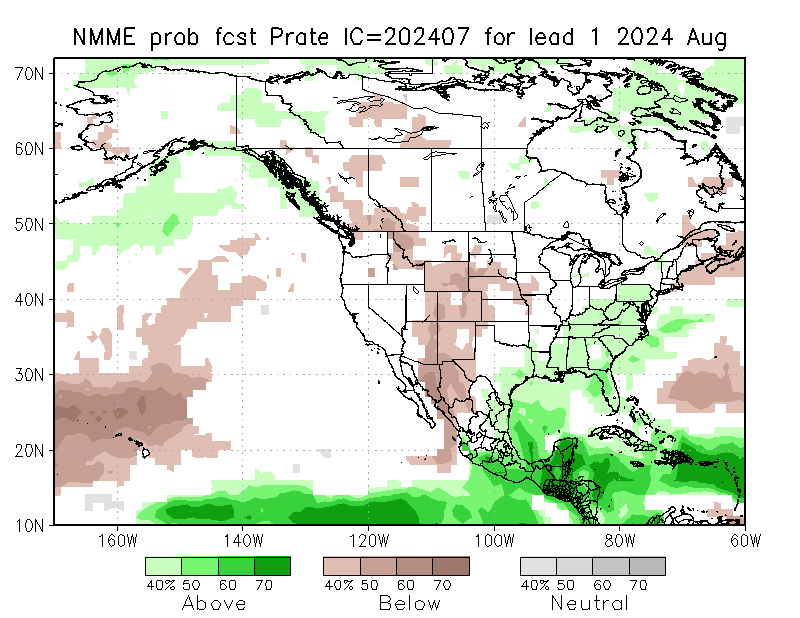 NMME prob fcst Prate IC=202407 for lead 1 2024 Aug
70N
60N
50N
40N
30N
20N
10N
160W 140W 120W 100W 80W 60W
40% 50 60 70 40% 50 60 70 40% 50 60 70
Above Below Neutral